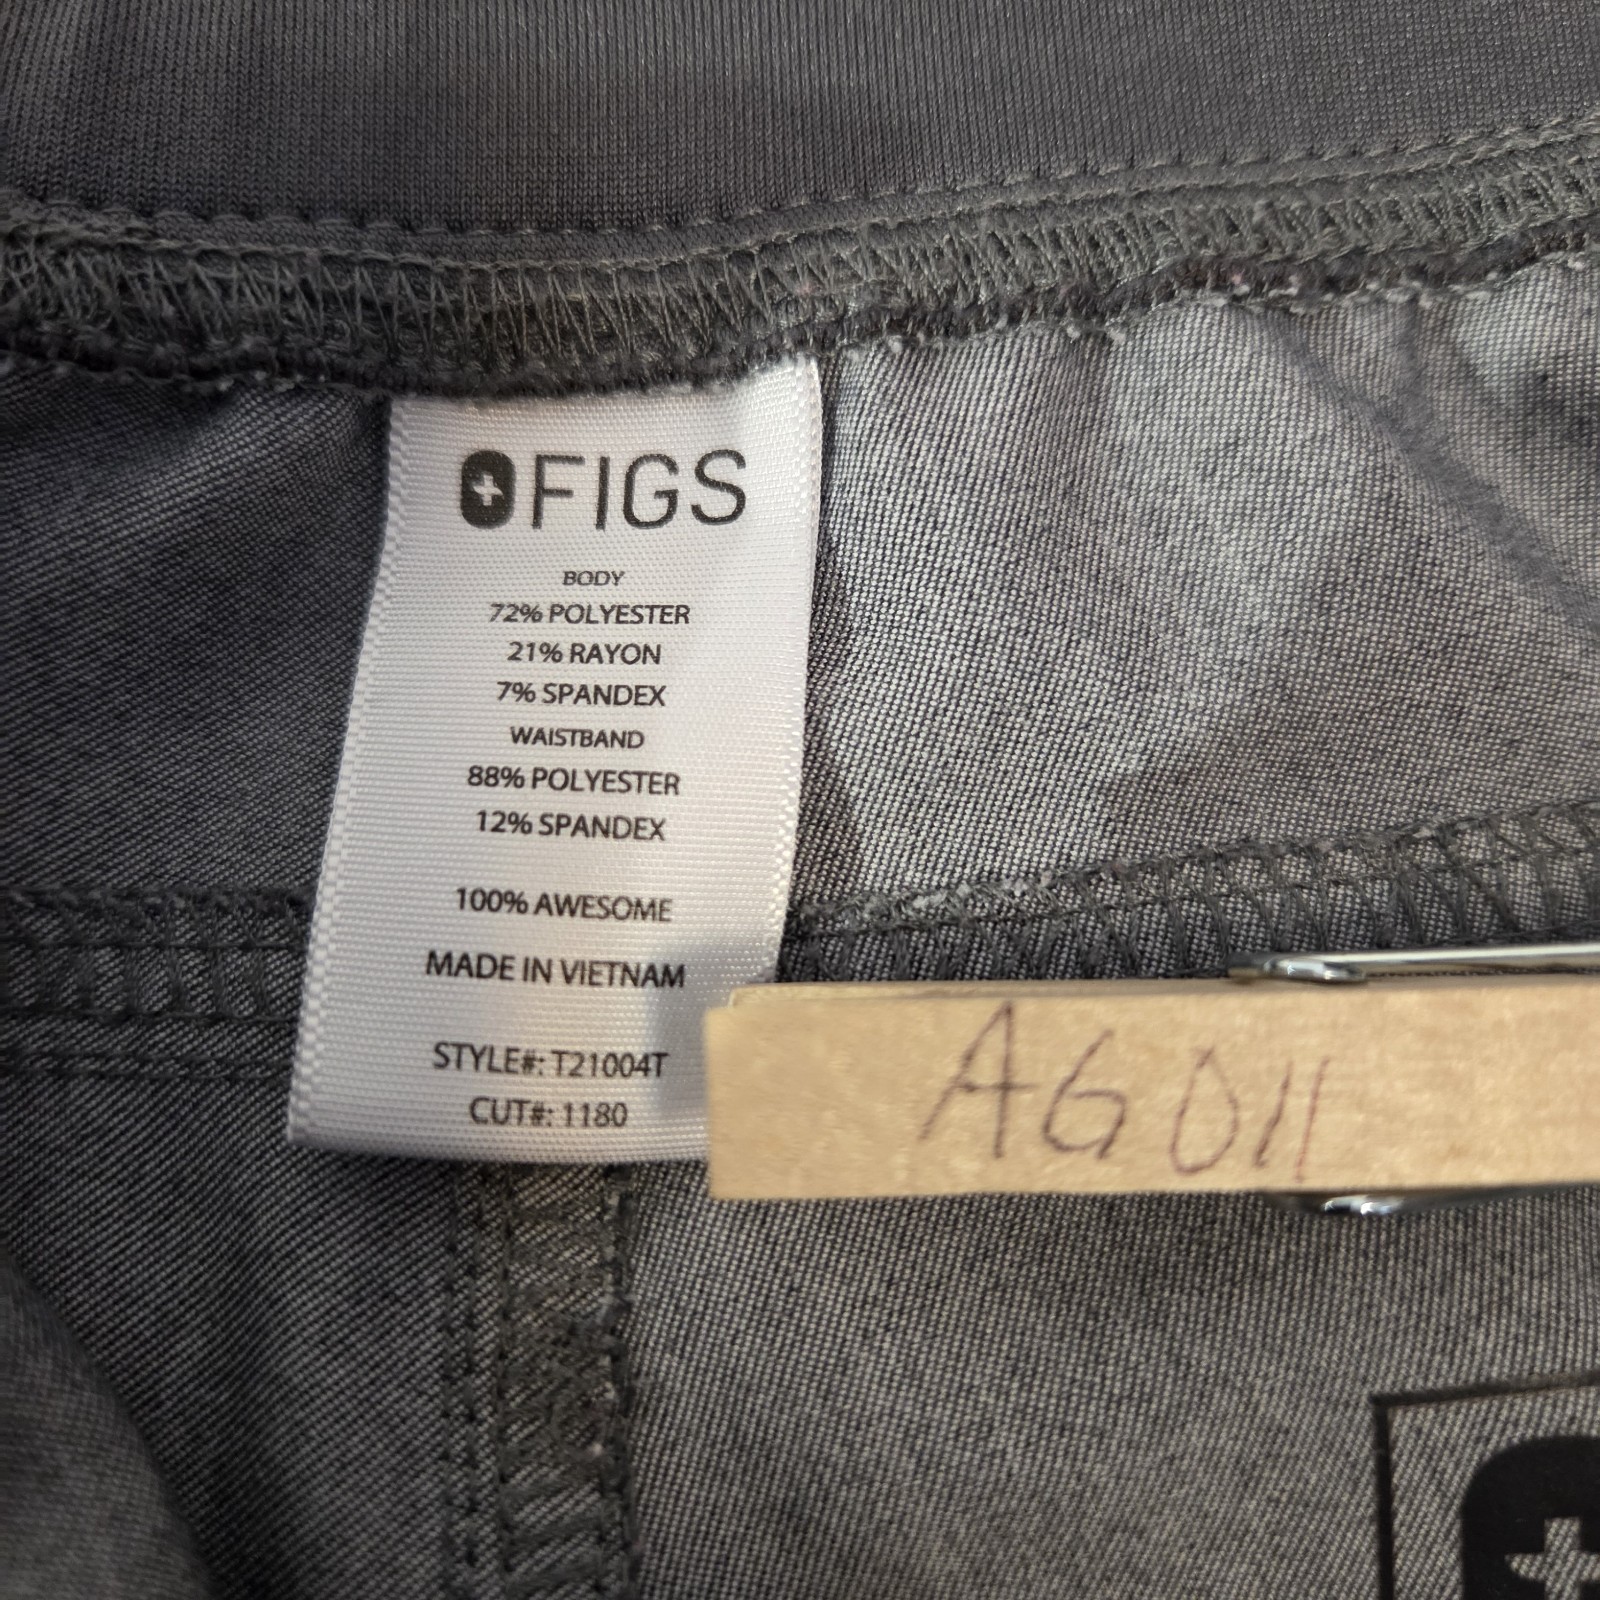 FIGS
BODY
72% POLYESTER
21% RAYON
7% SPANDEX
WAISTBAND
88% POLYESTER
12% SPANDEX
100% AWESOME
MADE IN VIETNAM
STYLE#: T21004T
CUT#: 1180
AG011